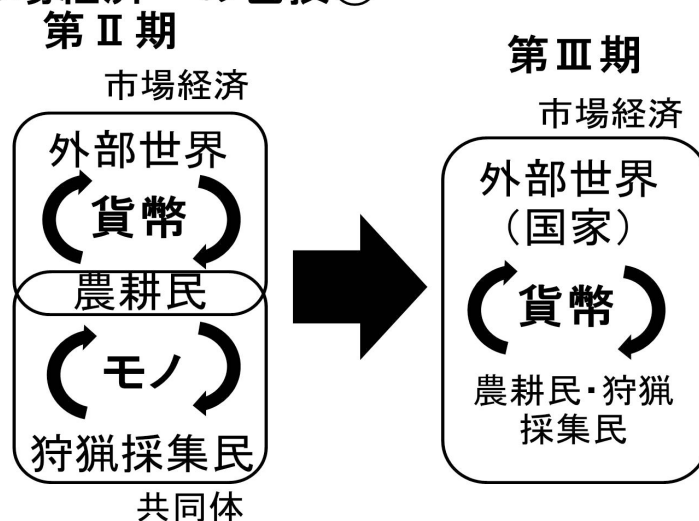 第Ⅱ期
市場経済
外部世界
貨幣
農耕民
モノ
狩猟採集民
共同体
第Ⅲ期
市場経済
外部世界
(国家)
貨幣
農耕民・狩猟
採集民